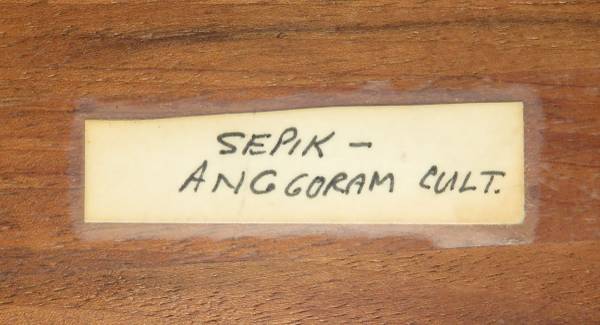 SEPIK -
ANGGORAM CULT.